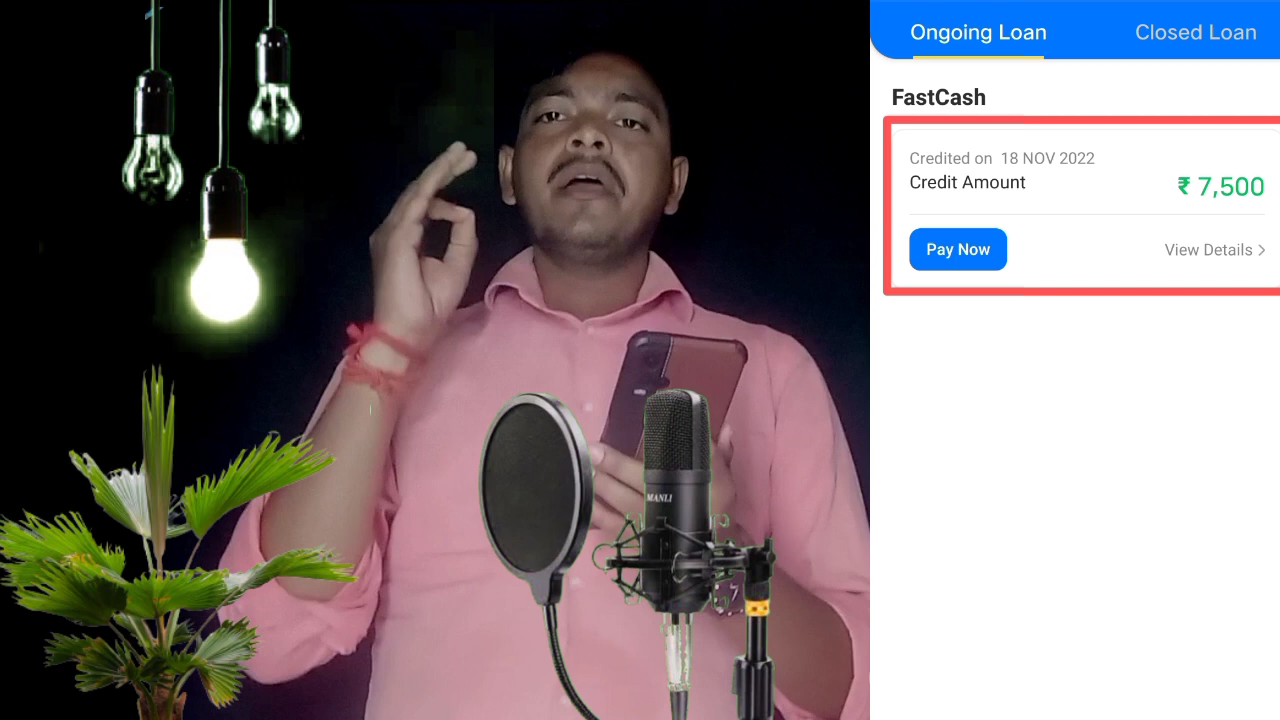 Ongoing Loan Closed Loan
FastCash
Credited on 18 NOV 2022
Credit Amount ₹ 7,500
Pay Now View Details >
MANLI